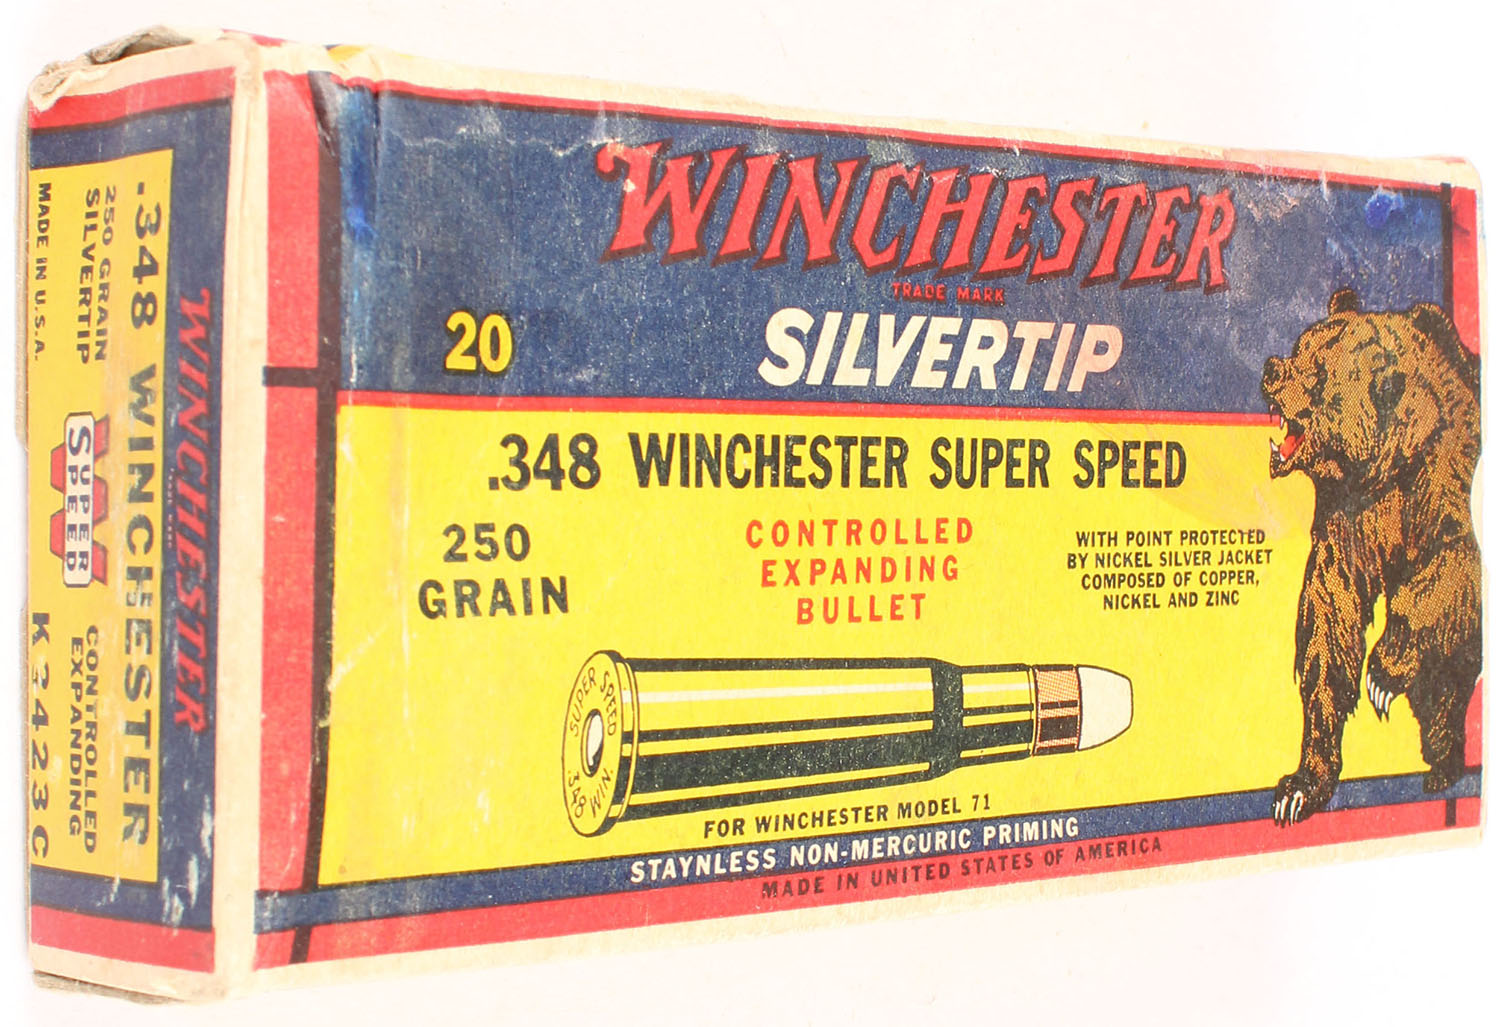 WINCHESTER
TRADE MARK
SILVERTIP
20
.348 WINCHESTER SUPER SPEED
250
GRAIN
CONTROLLED
EXPANDING
BULLET
WITH POINT PROTECTED
BY NICKEL SILVER JACKET
COMPOSED OF COPPER,
NICKEL AND ZINC
SUPER SPEED
.348 WIN.
FOR WINCHESTER MODEL 71
STAYNLESS NON-MERCURIC PRIMING
MADE IN UNITED STATES OF AMERICA
WINCHESTER
TRADE MARK
.348 WINCHESTER
250 GRAIN
SILVERTIP
SUPER
SPEED
CONTROLLED
EXPANDING
MADE IN U.S.A.
K 3423 C